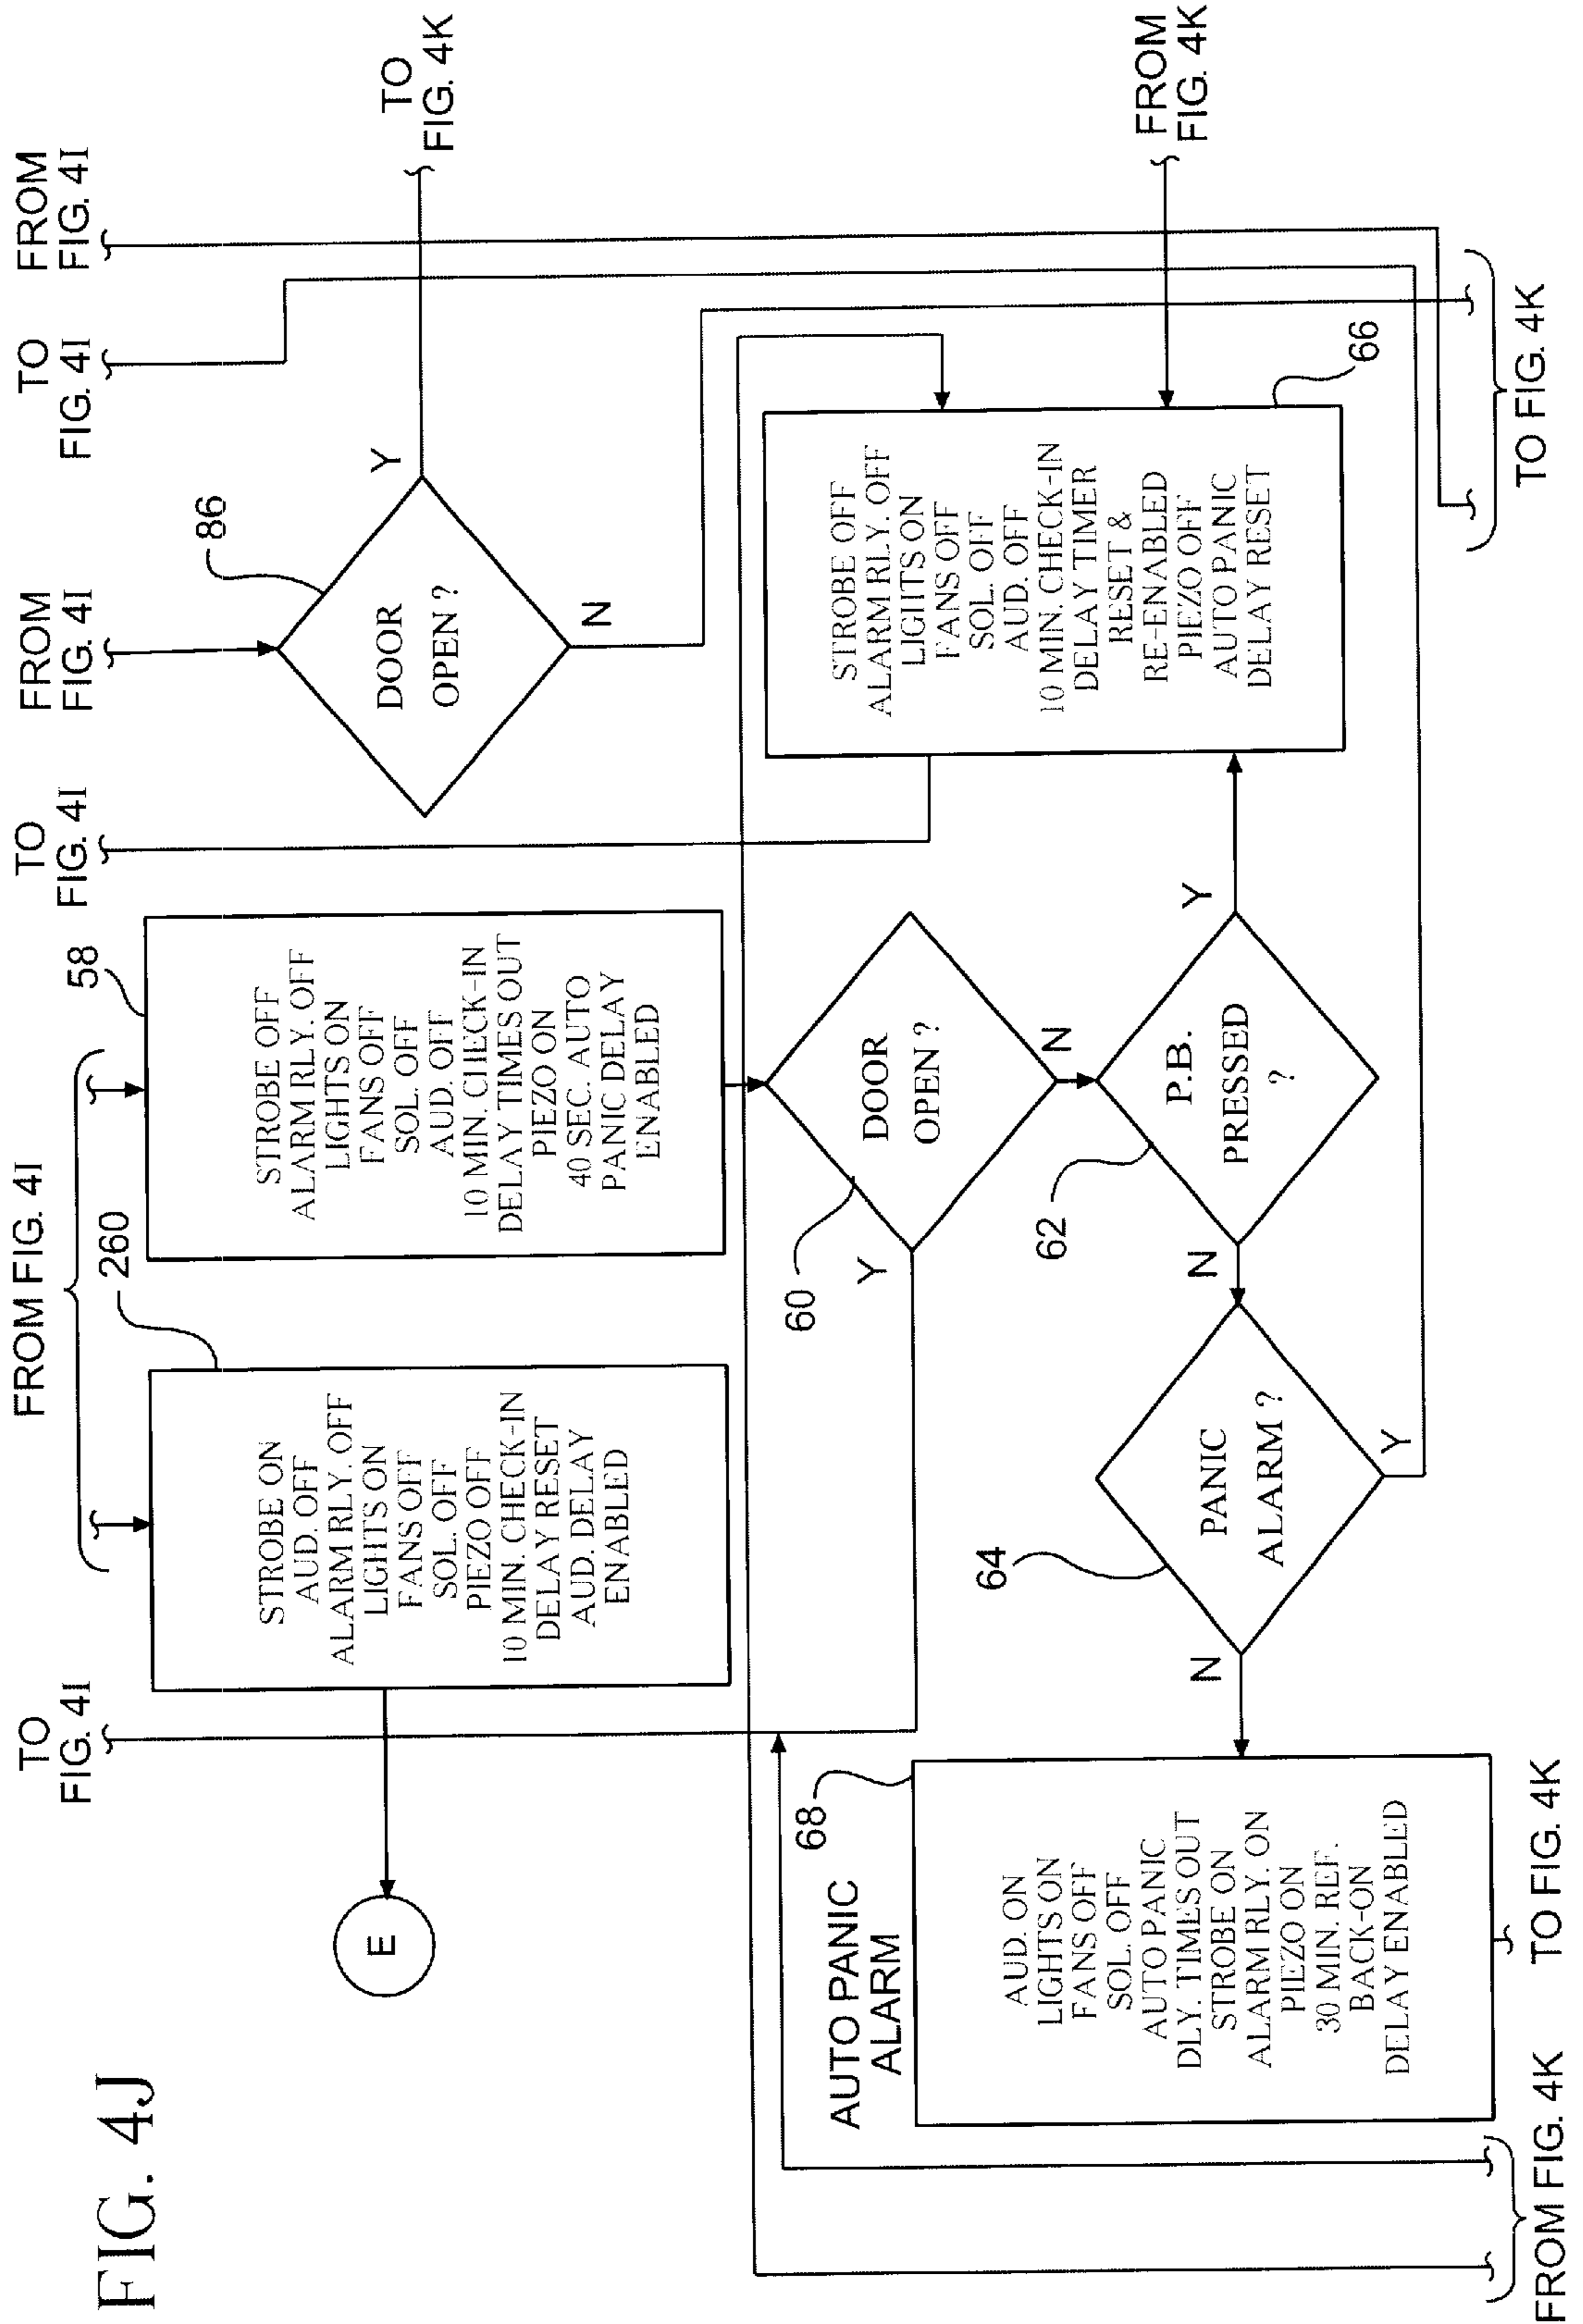 FIG. 4J
TO
FIG. 4I
FROM FIG. 4I
TO
FIG. 4I
FROM
FIG. 4I
TO
FIG. 4I
FROM
FIG. 4I
E
260
STROBE ON
AUD. OFF
ALARM RLY. OFF
LIGHTS ON
FANS OFF
SOL. OFF
PIEZO OFF
10 MIN. CHECK-IN
DELAY RESET
AUD. DELAY
ENABLED
58
STROBE OFF
ALARM RLY. OFF
LIGHTS ON
FANS OFF
SOL. OFF
AUD. OFF
10 MIN. CHECK-IN
DELAY TIMES OUT
PIEZO ON
40 SEC. AUTO
PANIC DELAY
ENABLED
86
DOOR
OPEN ?
Y
N
TO
FIG. 4K
60
DOOR
OPEN ?
Y
N
62
P.B.
PRESSED
?
Y
N
66
STROBE OFF
ALARM RLY. OFF
LIGHTS ON
FANS OFF
SOL. OFF
AUD. OFF
10 MIN. CHECK-IN
DELAY TIMER
RESET &
RE-ENABLED
PIEZO OFF
AUTO PANIC
DELAY RESET
FROM
FIG. 4K
64
PANIC
ALARM ?
N
Y
AUTO PANIC
ALARM
68
AUD. ON
LIGHTS ON
FANS OFF
SOL. OFF
AUTO PANIC
DLY. TIMES OUT
STROBE ON
ALARM RLY. ON
PIEZO ON
30 MIN. REF.
BACK-ON
DELAY ENABLED
FROM FIG. 4K
TO FIG. 4K
TO FIG. 4K